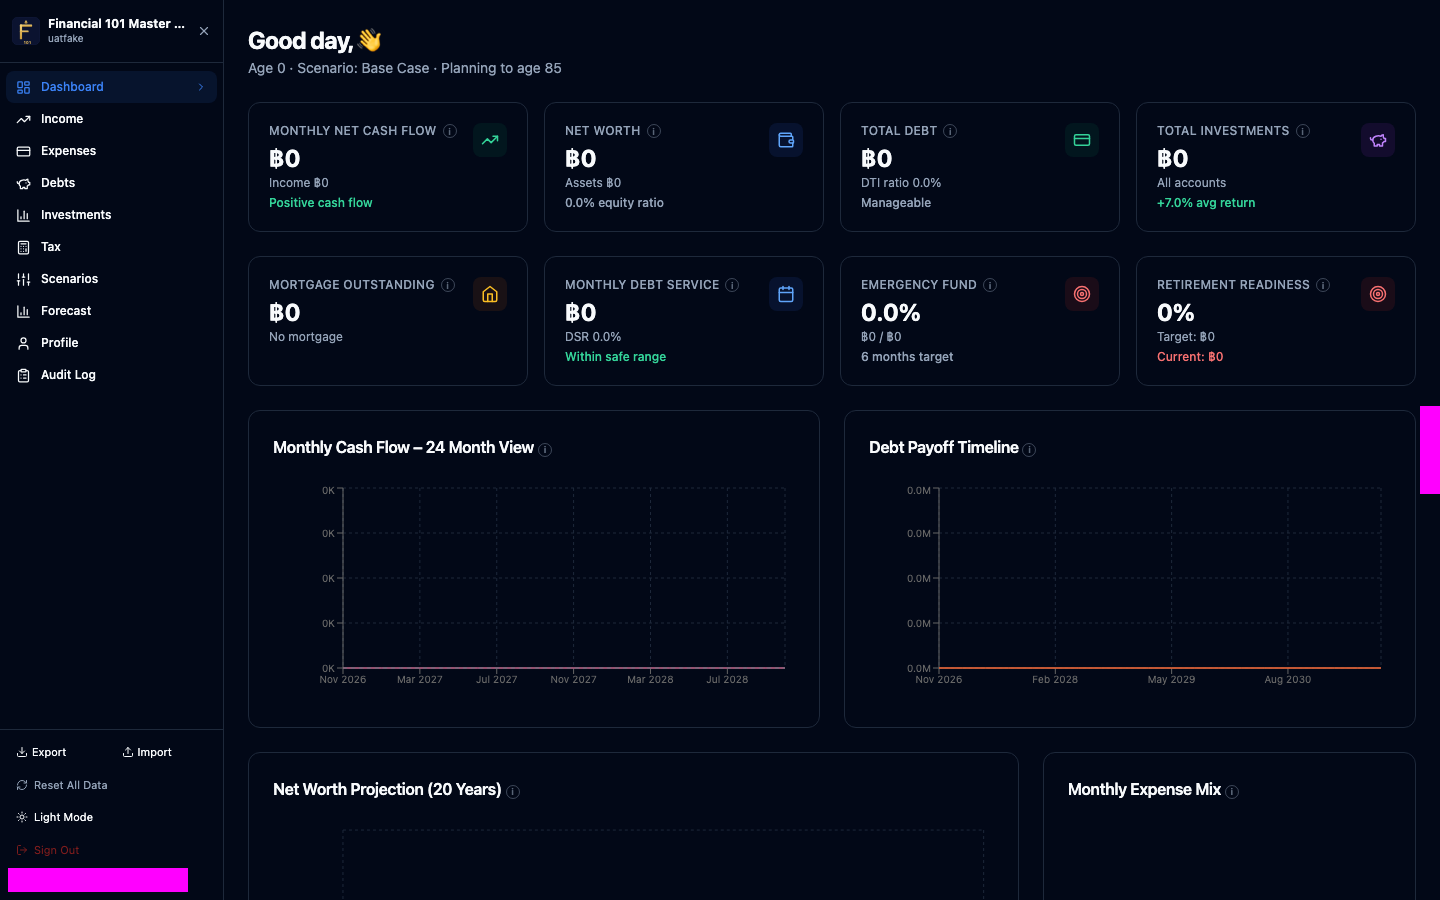 Financial 101 Master ...
uatfake
Dashboard
Income
Expenses
Debts
Investments
Tax
Scenarios
Forecast
Profile
Audit Log
Export
Import
Reset All Data
Light Mode
Sign Out
Good day,👋
Age 0 · Scenario: Base Case · Planning to age 85
MONTHLY NET CASH FLOW
฿0
Income ฿0
Positive cash flow
NET WORTH
฿0
Assets ฿0
0.0% equity ratio
TOTAL DEBT
฿0
DTI ratio 0.0%
Manageable
TOTAL INVESTMENTS
฿0
All accounts
+7.0% avg return
MORTGAGE OUTSTANDING
฿0
No mortgage
MONTHLY DEBT SERVICE
฿0
DSR 0.0%
Within safe range
EMERGENCY FUND
0.0%
฿0 / ฿0
6 months target
RETIREMENT READINESS
0%
Target: ฿0
Current: ฿0
Monthly Cash Flow – 24 Month View
0K
0K
0K
0K
0K
Nov 2026 Mar 2027 Jul 2027 Nov 2027 Mar 2028 Jul 2028
Debt Payoff Timeline
0.0M
0.0M
0.0M
0.0M
0.0M
Nov 2026 Feb 2028 May 2029 Aug 2030
Net Worth Projection (20 Years)
Monthly Expense Mix